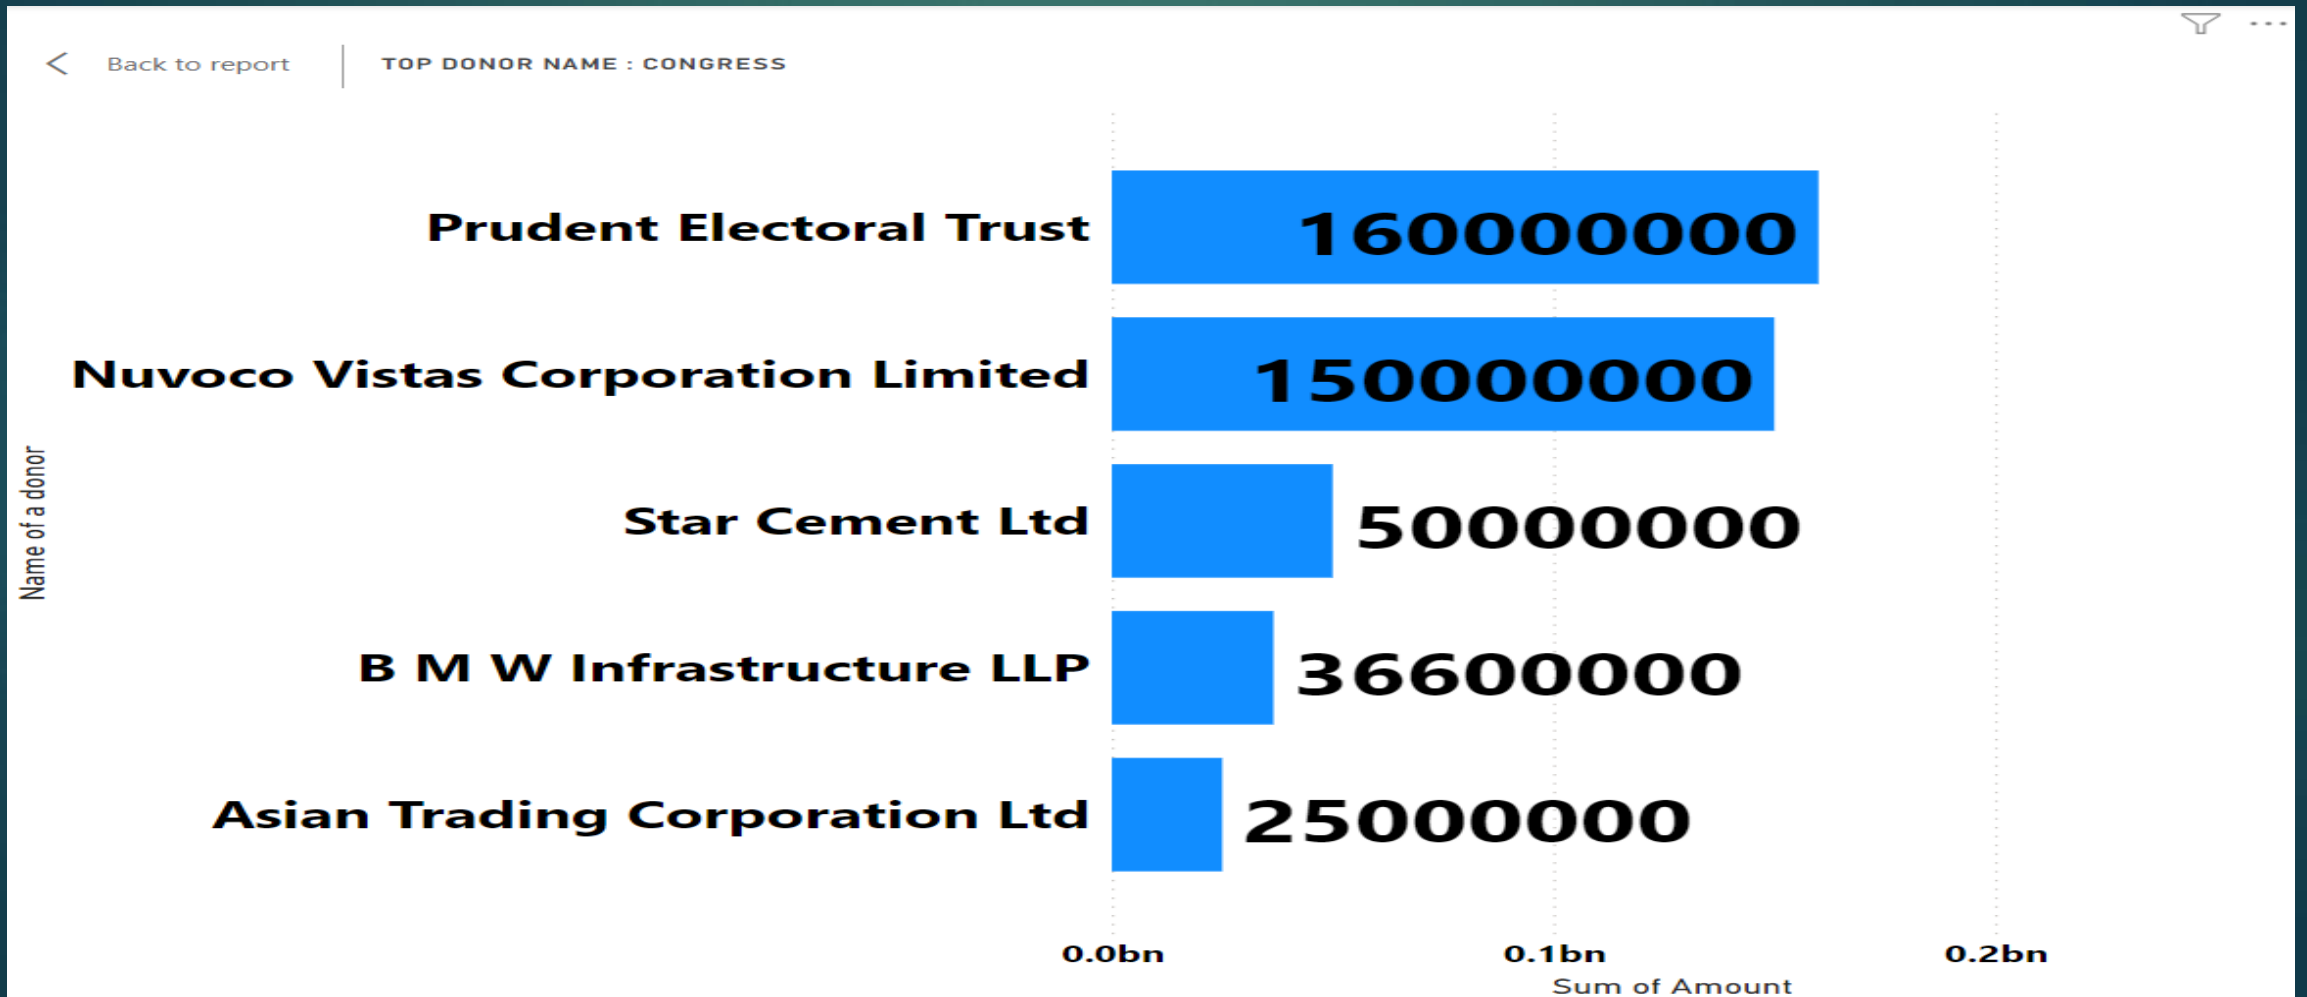 Back to report
TOP DONOR NAME : CONGRESS
Name of a donor
Prudent Electoral Trust 160000000
Nuvoco Vistas Corporation Limited 150000000
Star Cement Ltd 50000000
B M W Infrastructure LLP 36600000
Asian Trading Corporation Ltd 25000000
0.0bn 0.1bn 0.2bn
Sum of Amount